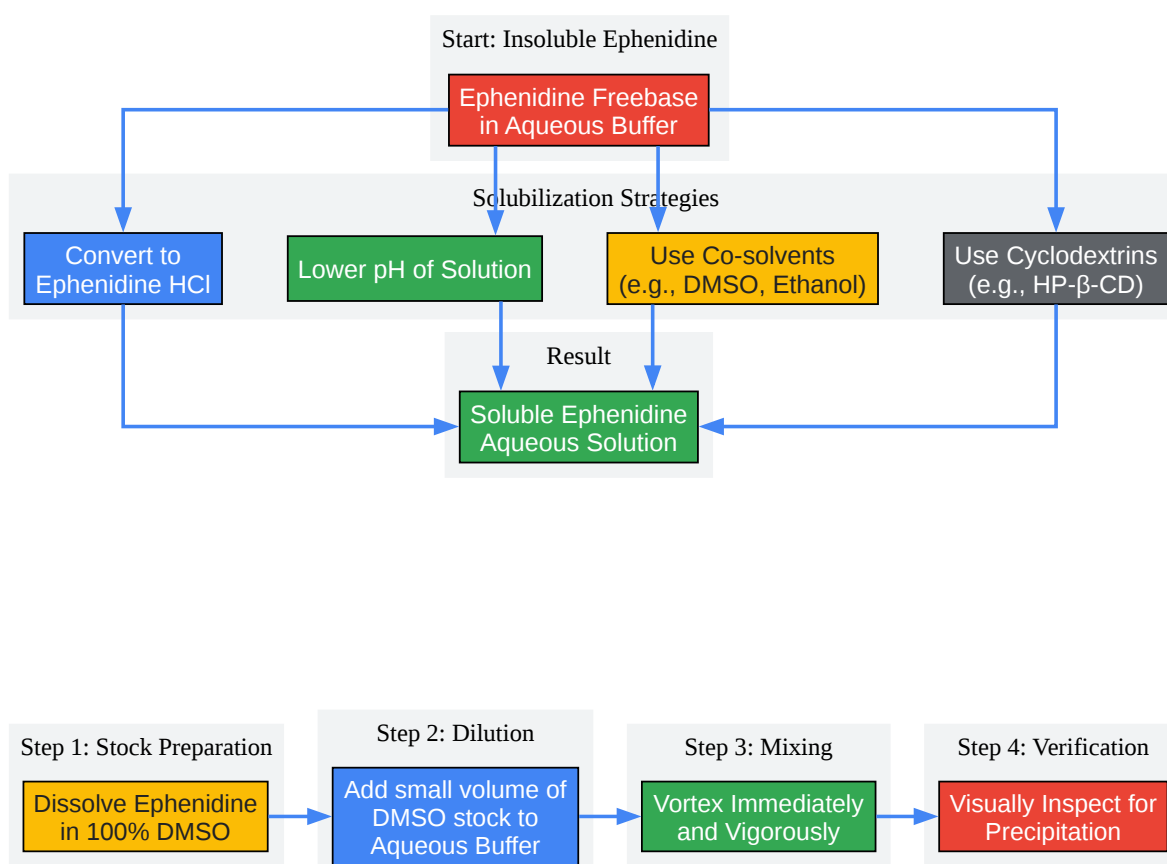 Start: Insoluble Ephenidine
Ephenidine Freebase
in Aqueous Buffer
Solubilization Strategies
Convert to
Ephenidine HCl
Lower pH of Solution
Use Co-solvents
(e.g., DMSO, Ethanol)
Use Cyclodextrins
(e.g., HP-β-CD)
Result
Soluble Ephenidine
Aqueous Solution
Step 1: Stock Preparation
Dissolve Ephenidine
in 100% DMSO
Step 2: Dilution
Add small volume of
DMSO stock to
Aqueous Buffer
Step 3: Mixing
Vortex Immediately
and Vigorously
Step 4: Verification
Visually Inspect for
Precipitation